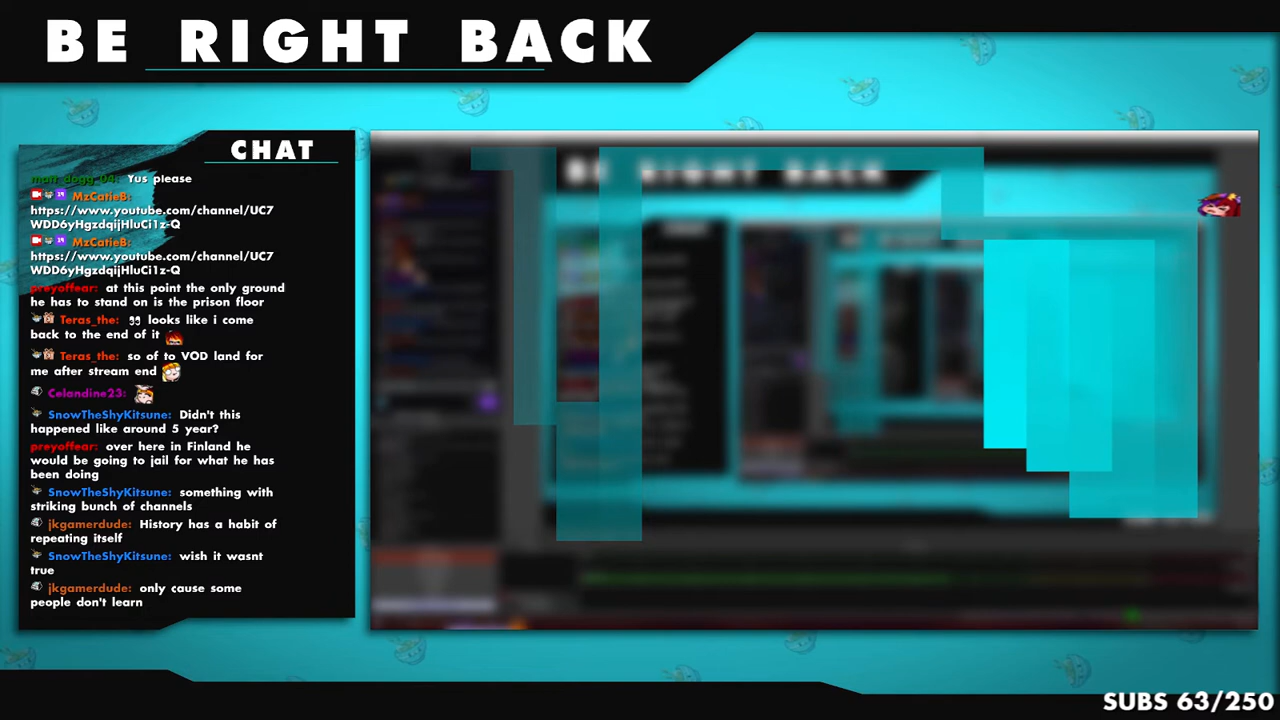 BE RIGHT BACK
CHAT
matt_dogg_04: Yus please
MzCatieB:
https://www.youtube.com/channel/UC7
WDD6yHgzdqijHluCi1z-Q
MzCatieB:
https://www.youtube.com/channel/UC7
WDD6yHgzdqijHluCi1z-Q
preyoffear: at this point the only ground
he has to stand on is the prison floor
Teras_the: looks like i come
back to the end of it
Teras_the: so of to VOD land for
me after stream end
Celandine23:
SnowTheShyKitsune: Didn't this
happened like around 5 year?
preyoffear: over here in Finland he
would be going to jail for what he has
been doing
SnowTheShyKitsune: something with
striking bunch of channels
jkgamerdude: History has a habit of
repeating itself
SnowTheShyKitsune: wish it wasnt
true
jkgamerdude: only cause some
people don't learn
BE RIGHT BACK
SUBS 63/250